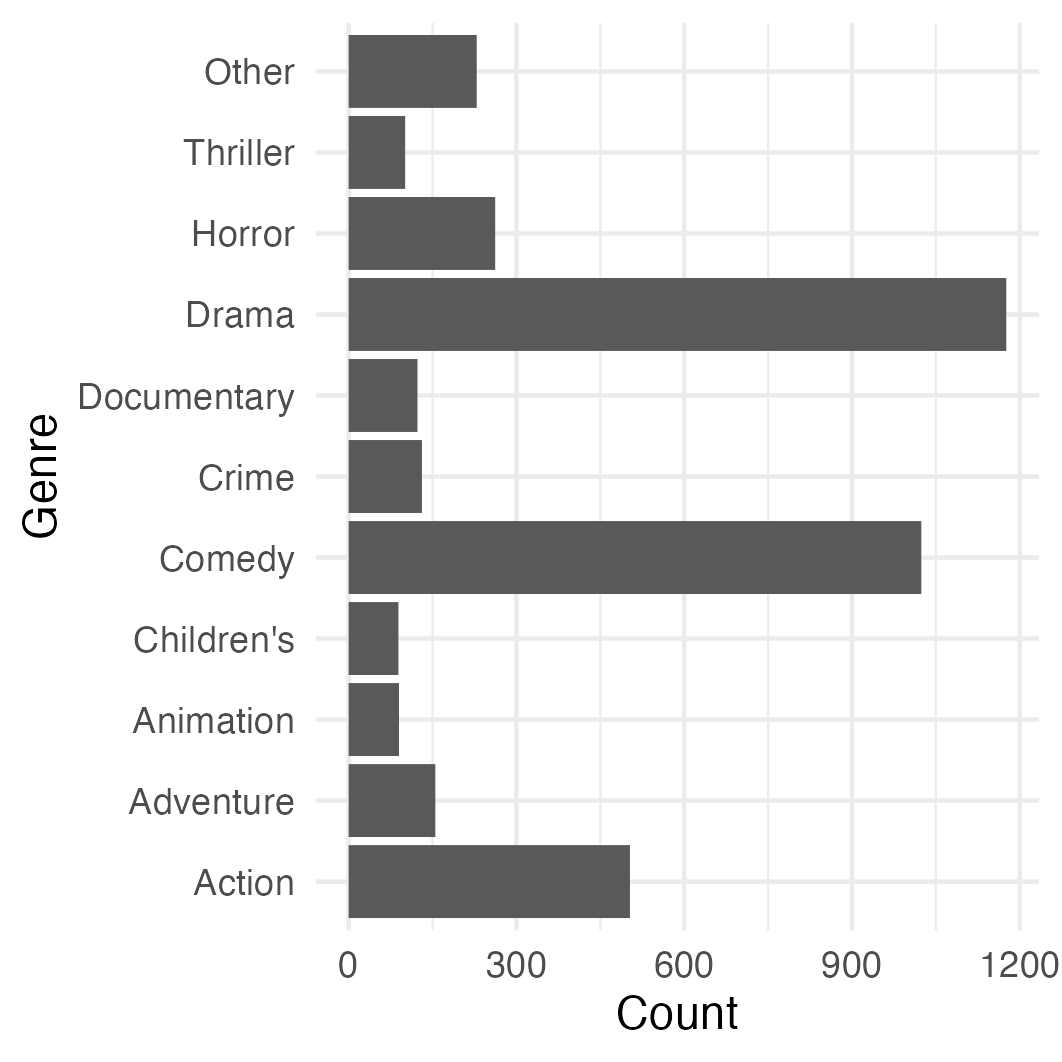 Genre
Other
Thriller
Horror
Drama
Documentary
Crime
Comedy
Children's
Animation
Adventure
Action
0 300 600 900 1200
Count